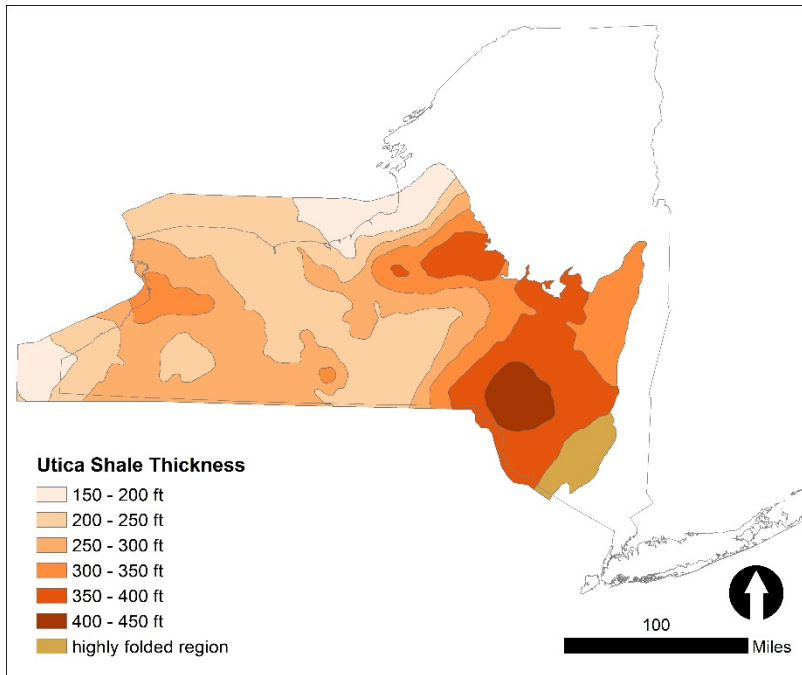 Utica Shale Thickness
150 - 200 ft
200 - 250 ft
250 - 300 ft
300 - 350 ft
350 - 400 ft
400 - 450 ft
highly folded region
100
Miles